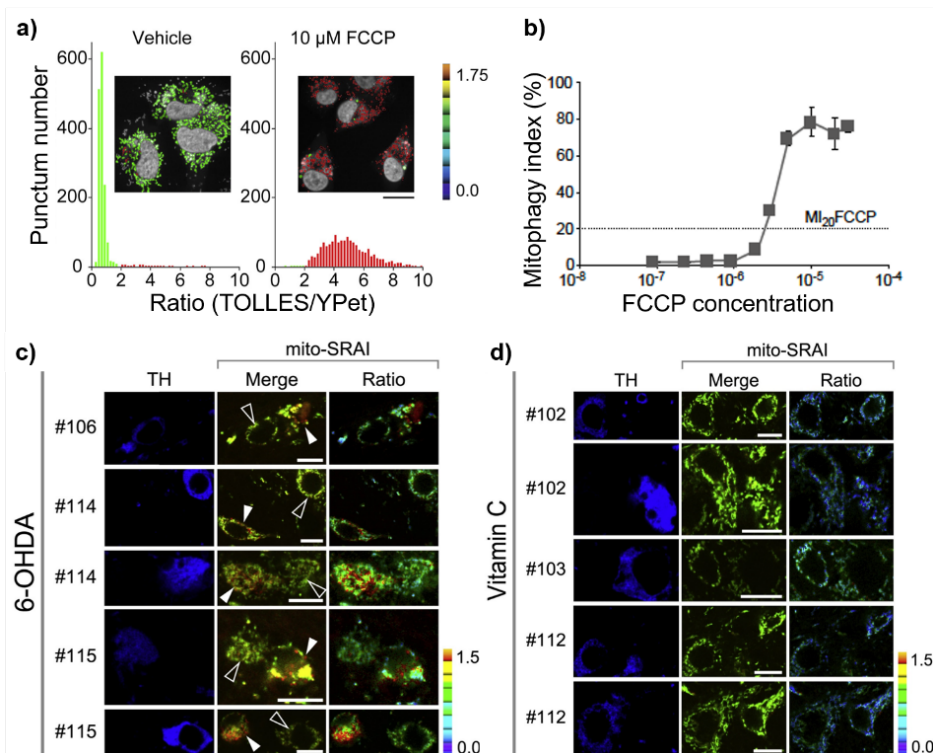 a)
Vehicle
10 µM FCCP
Punctum number
600
400
200
0
0 2 4 6 8 10
600
400
200
0
0 2 4 6 8 10
1.75
0.0
Ratio (TOLLES/YPet)
b)
Mitophagy index (%)
100
80
60
40
20
0
MI20FCCP
10-8 10-7 10-6 10-5 10-4
FCCP concentration
c)
mito-SRAI
TH Merge Ratio
6-OHDA
#106
#114
#114
#115
#115
1.5
0.0
d)
mito-SRAI
TH Merge Ratio
Vitamin C
#102
#102
#103
#112
#112
1.5
0.0